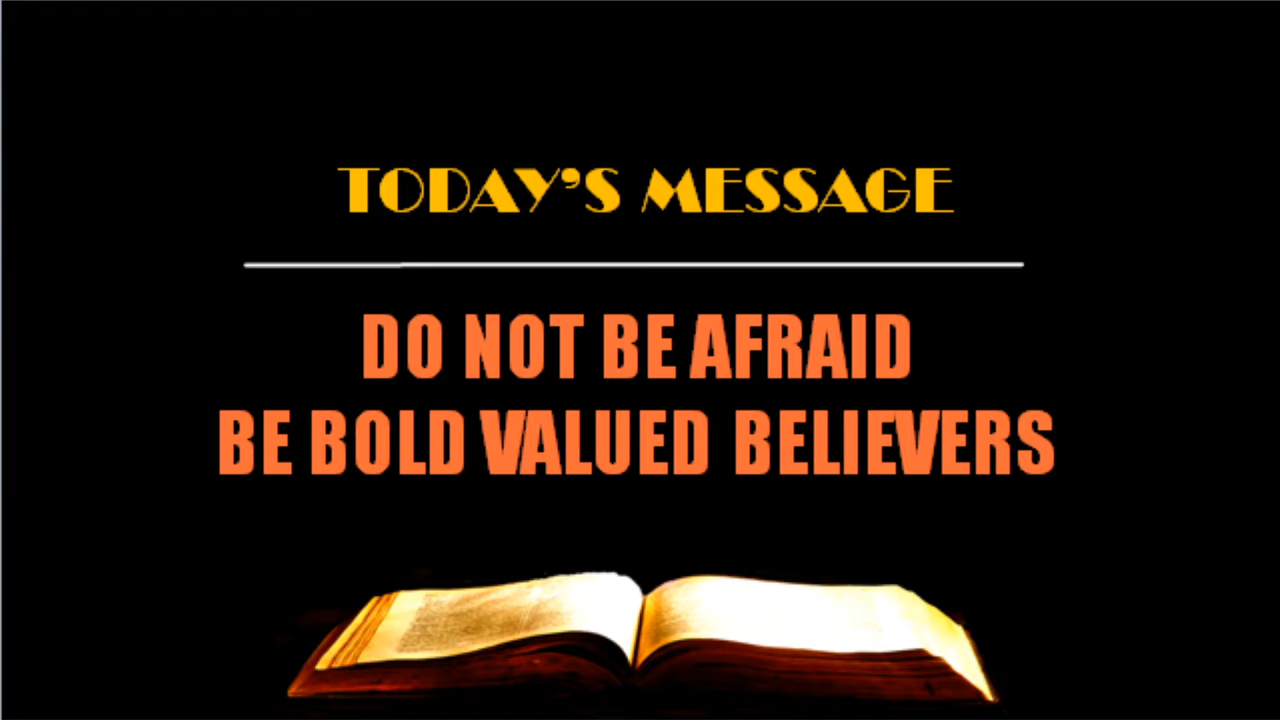 TODAY'S MESSAGE
DO NOT BE AFRAID
BE BOLD VALUED BELIEVERS